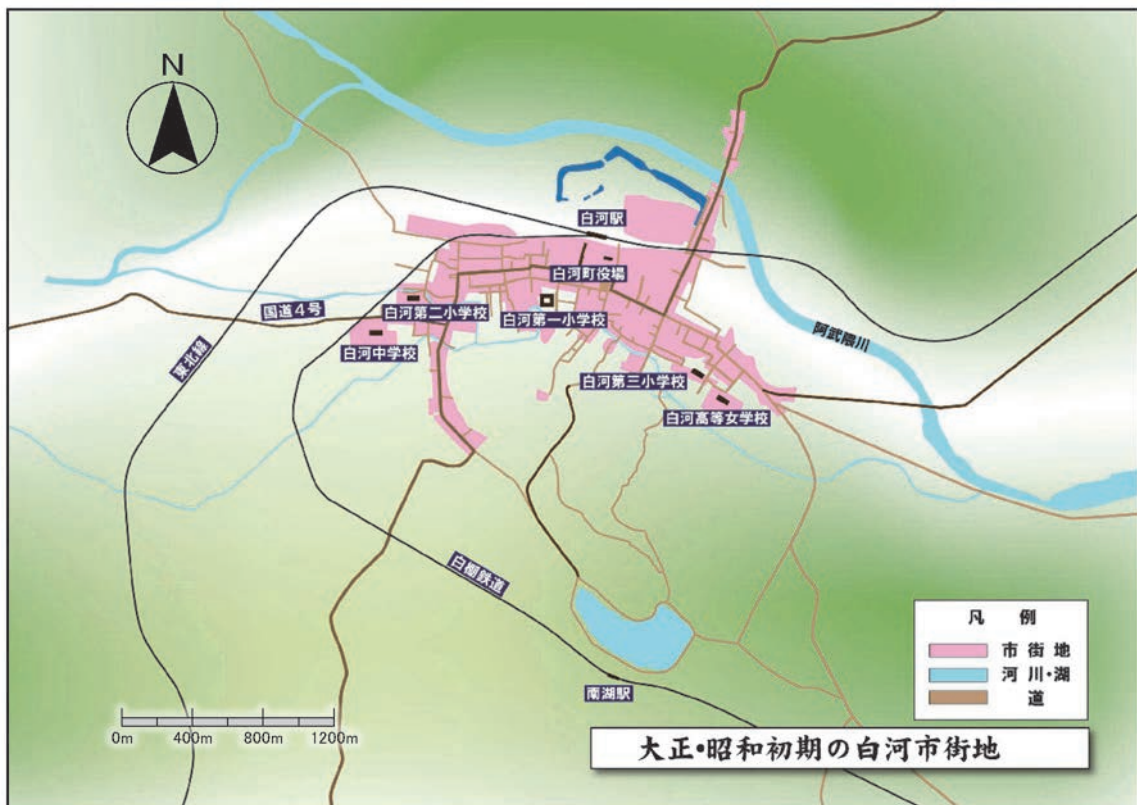 N
白河駅
白河町役場
国道4号
白河第二小学校
白河第一小学校
阿武隈川
東北線
白河中学校
白河第三小学校
白河高等女学校
白棚鉄道
南湖駅
凡 例
市 街 地
河 川・湖
道
0m 400m 800m 1200m
大正・昭和初期の白河市街地